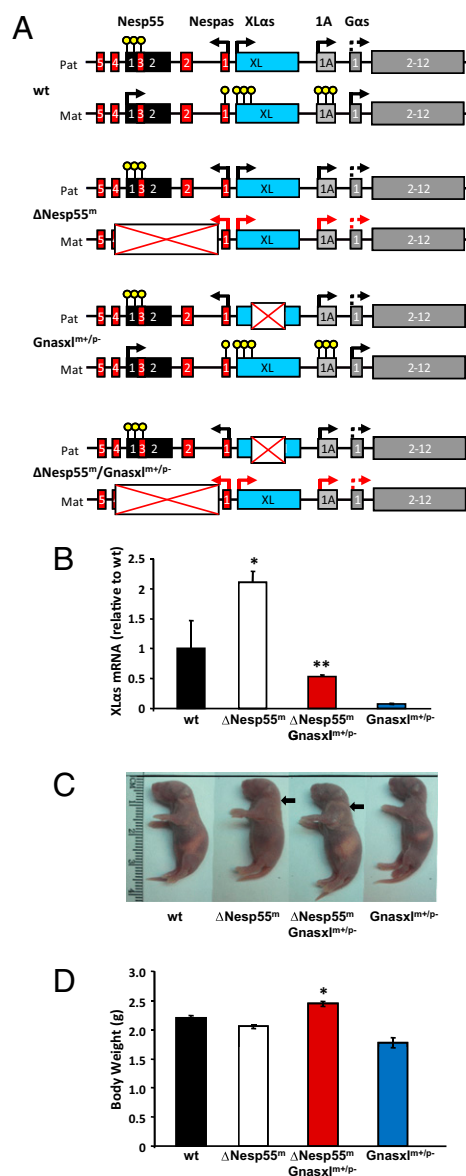 A
Nesp55 Nespas XLαs 1A Gαs
Pat 5 4 1 3 2 2 1 XL 1A 1 2-12
wt
Mat 5 4 1 3 2 2 1 XL 1A 1 2-12
Pat 5 4 1 3 2 2 1 XL 1A 1 2-12
ΔNesp55ᵐ
Mat 5 1 XL 1A 1 2-12
Pat 5 4 1 3 2 2 1 1A 1 2-12
Gnasxlᵐ⁺/ᵖ⁻
Mat 5 4 1 3 2 2 1 XL 1A 1 2-12
Pat 5 4 1 3 2 2 1 1A 1 2-12
ΔNesp55ᵐ/Gnasxlᵐ⁺/ᵖ⁻
Mat 5 1 XL 1A 1 2-12
B
XLαs mRNA (relative to wt)
2.5
2
1.5
1
0.5
0
* **
wt ΔNesp55ᵐ ΔNesp55ᵐ Gnasxlᵐ⁺/ᵖ⁻
Gnasxlᵐ⁺/ᵖ⁻
C
wt ΔNesp55ᵐ ΔNesp55ᵐ Gnasxlᵐ⁺/ᵖ⁻
Gnasxlᵐ⁺/ᵖ⁻
D
Body Weight (g)
3.0
2.5
2.0
1.5
1.0
0.5
0
*
wt ΔNesp55ᵐ ΔNesp55ᵐ Gnasxlᵐ⁺/ᵖ⁻
Gnasxlᵐ⁺/ᵖ⁻